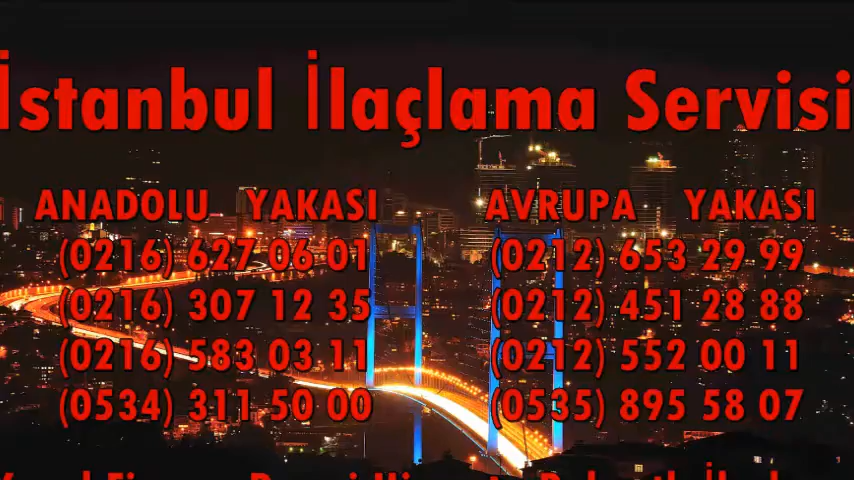 İstanbul İlaçlama Servisi
ANADOLU YAKASI AVRUPA YAKASI
(0216) 627 06 01 (0212) 653 29 99
(0216) 307 12 35 (0212) 451 28 88
(0216) 583 03 11 (0212) 552 00 11
(0534) 311 50 00 (0535) 895 58 07